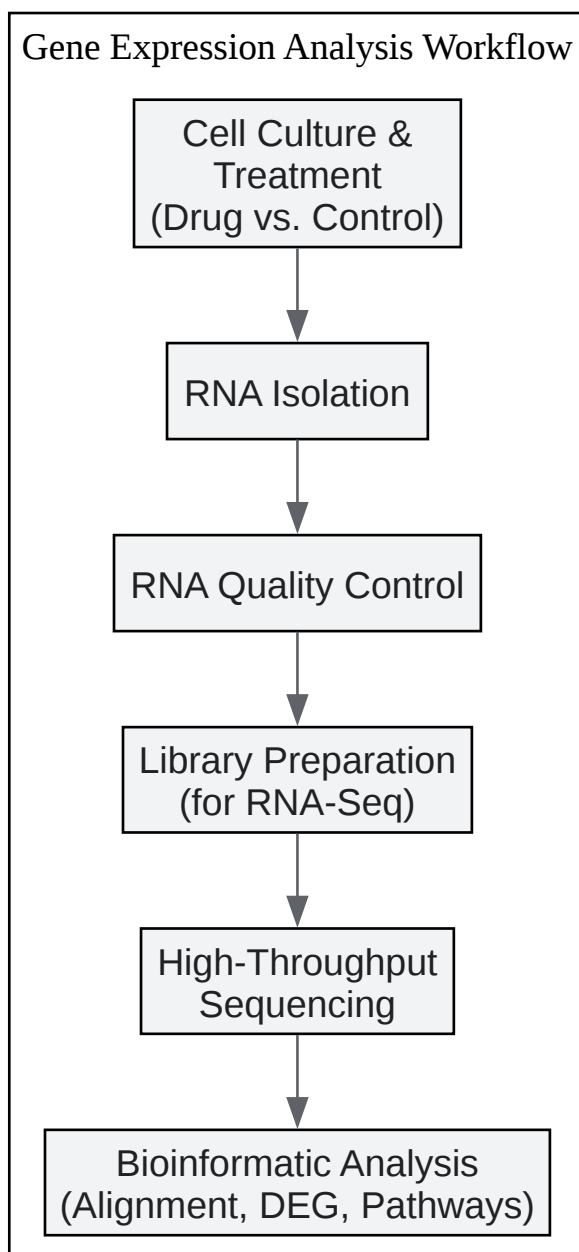 Gene Expression Analysis Workflow
Cell Culture &
Treatment
(Drug vs. Control)
RNA Isolation
RNA Quality Control
Library Preparation
(for RNA-Seq)
High-Throughput
Sequencing
Bioinformatic Analysis
(Alignment, DEG, Pathways)